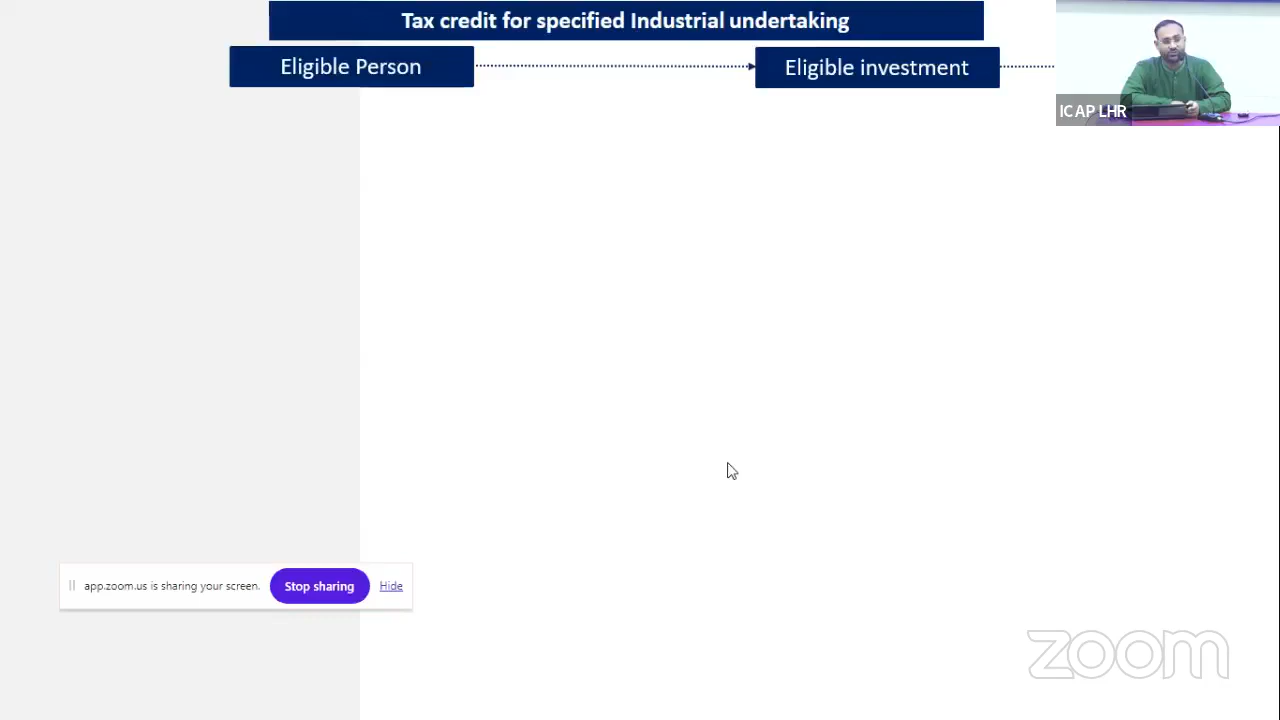 Tax credit for specified Industrial undertaking
Eligible Person
Eligible investment
ICAP LHR
app.zoom.us is sharing your screen.
Stop sharing
Hide
zoom